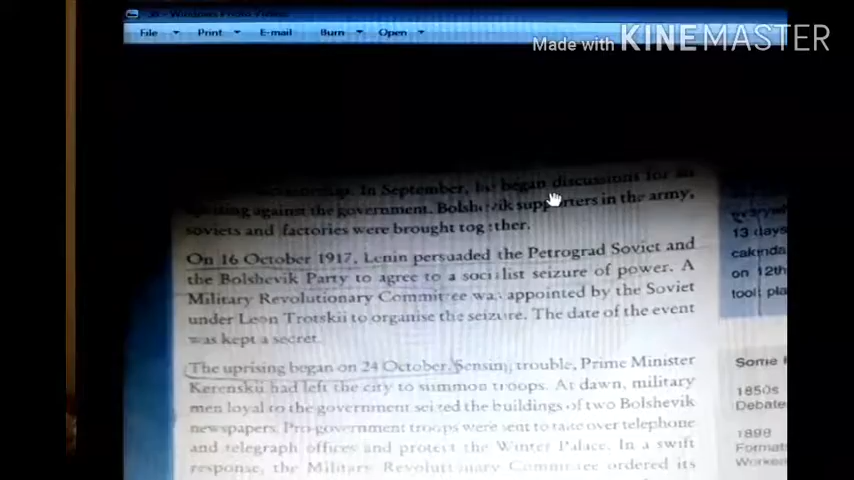 File Print E-mail Burn Open
Made with KINEMASTER
In September, he began discussions for an
uprising against the government. Bolshevik supporters in the army,
soviets and factories were brought together.
On 16 October 1917, Lenin persuaded the Petrograd Soviet and
the Bolshevik Party to agree to a socialist seizure of power. A
Military Revolutionary Committee was appointed by the Soviet
under Leon Trotskii to organise the seizure. The date of the event
was kept a secret.
The uprising began on 24 October. Sensing trouble, Prime Minister
Kerenskii had left the city to summon troops. At dawn, military
men loyal to the government seized the buildings of two Bolshevik
newspapers. Pro-government troops were sent to take over telephone
and telegraph offices and protect the Winter Palace. In a swift
response, the Military Revolutionary Committee ordered its
13 days
on 12th
took pla
Some
1850s
Debate
1898
Format
Worke